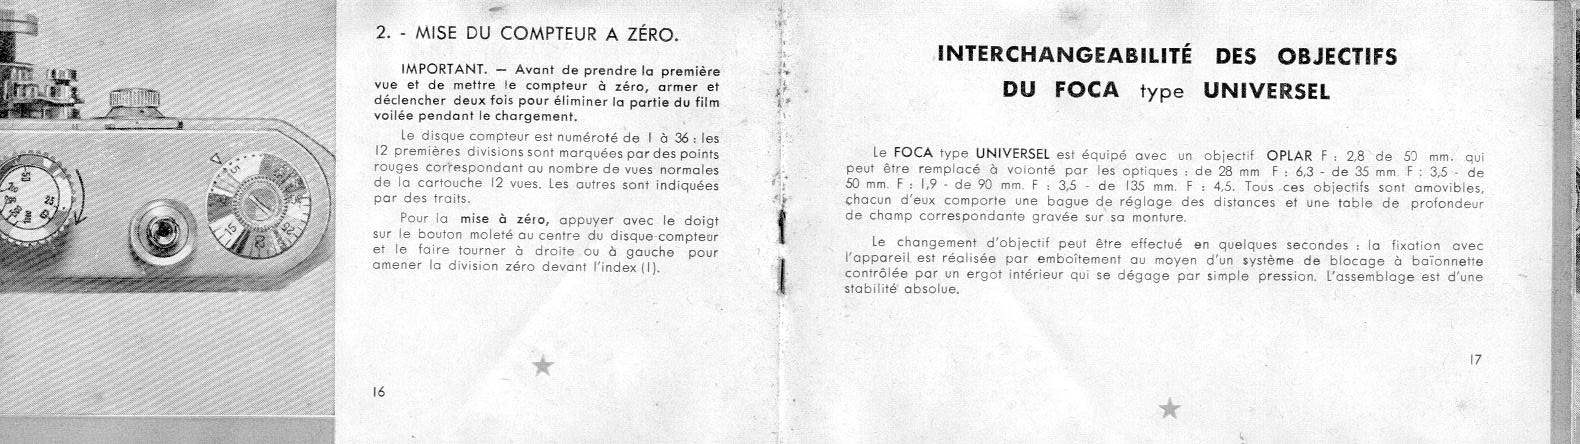 2. - MISE DU COMPTEUR A ZÉRO.
IMPORTANT. — Avant de prendre la première
vue et de mettre le compteur à zéro, armer et
déclencher deux fois pour éliminer la partie du film
voilée pendant le chargement.
Le disque compteur est numéroté de 1 à 36 : les
12 premières divisions sont marquées par des points
rouges correspondant au nombre de vues normales
de la cartouche 12 vues. Les autres sont indiquées
par des traits.
Pour la mise à zéro, appuyer avec le doigt
sur le bouton moleté au centre du disque-compteur
et le faire tourner à droite ou à gauche pour
amener la division zéro devant l'index (I).
16
INTERCHANGEABILITÉ DES OBJECTIFS
DU FOCA type UNIVERSEL
Le FOCA type UNIVERSEL est équipé avec un objectif OPLAR F : 2,8 de 50 mm. qui
peut être remplacé à volonté par les optiques : de 28 mm F : 6,3 - de 35 mm. F : 3,5 - de
50 mm. F : 1,9 - de 90 mm. F : 3,5 - de 135 mm. F : 4,5. Tous ces objectifs sont amovibles,
chacun d'eux comporte une bague de réglage des distances et une table de profondeur
de champ correspondante gravée sur sa monture.
Le changement d'objectif peut être effectué en quelques secondes : la fixation avec
l'appareil est réalisée par emboîtement au moyen d'un système de blocage à baïonnette
contrôlée par un ergot intérieur qui se dégage par simple pression. L'assemblage est d'une
stabilité absolue.
17